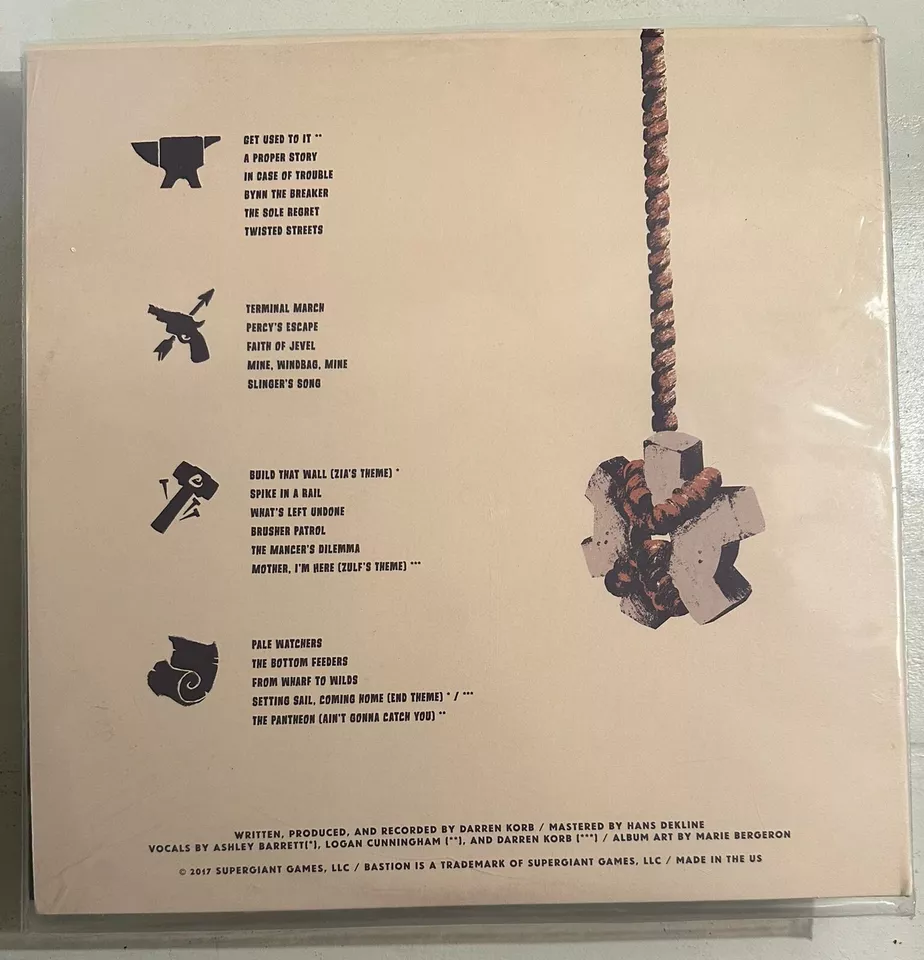 GET USED TO IT **
A PROPER STORY
IN CASE OF TROUBLE
BYNN THE BREAKER
THE SOLE REGRET
TWISTED STREETS
TERMINAL MARCH
PERCY'S ESCAPE
FAITH OF JEVEL
MINE, WINDBAG, MINE
SLINGER'S SONG
BUILD THAT WALL (ZIA'S THEME) *
SPIKE IN A RAIL
WHAT'S LEFT UNDONE
BRUSHER PATROL
THE MANCER'S DILEMMA
MOTHER, I'M HERE (ZULF'S THEME) ***
PALE WATCHERS
THE BOTTOM FEEDERS
FROM WHARF TO WILDS
SETTING SAIL, COMING HOME (END THEME) * / ***
THE PANTHEON (AIN'T GONNA CATCH YOU) **
WRITTEN, PRODUCED, AND RECORDED BY DARREN KORB / MASTERED BY HANS DEKLINE
VOCALS BY ASHLEY BARRETT(*), LOGAN CUNNINGHAM (**), AND DARREN KORB (***) / ALBUM ART BY MARIE BERGERON
© 2017 SUPERGIANT GAMES, LLC / BASTION IS A TRADEMARK OF SUPERGIANT GAMES, LLC / MADE IN THE US